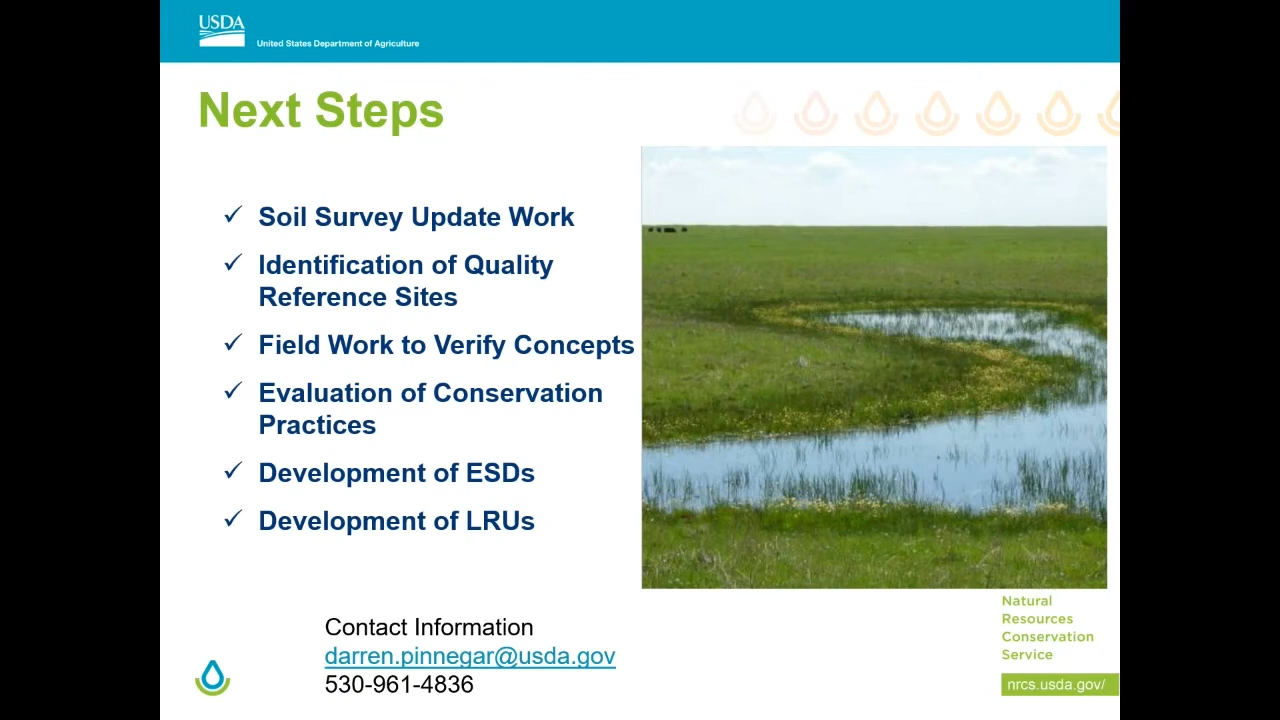 USDA
United States Department of Agriculture
Next Steps
✓ Soil Survey Update Work
✓ Identification of Quality
Reference Sites
✓ Field Work to Verify Concepts
✓ Evaluation of Conservation
Practices
✓ Development of ESDs
✓ Development of LRUs
Contact Information
darren.pinnegar@usda.gov
530-961-4836
Natural
Resources
Conservation
Service
nrcs.usda.gov/